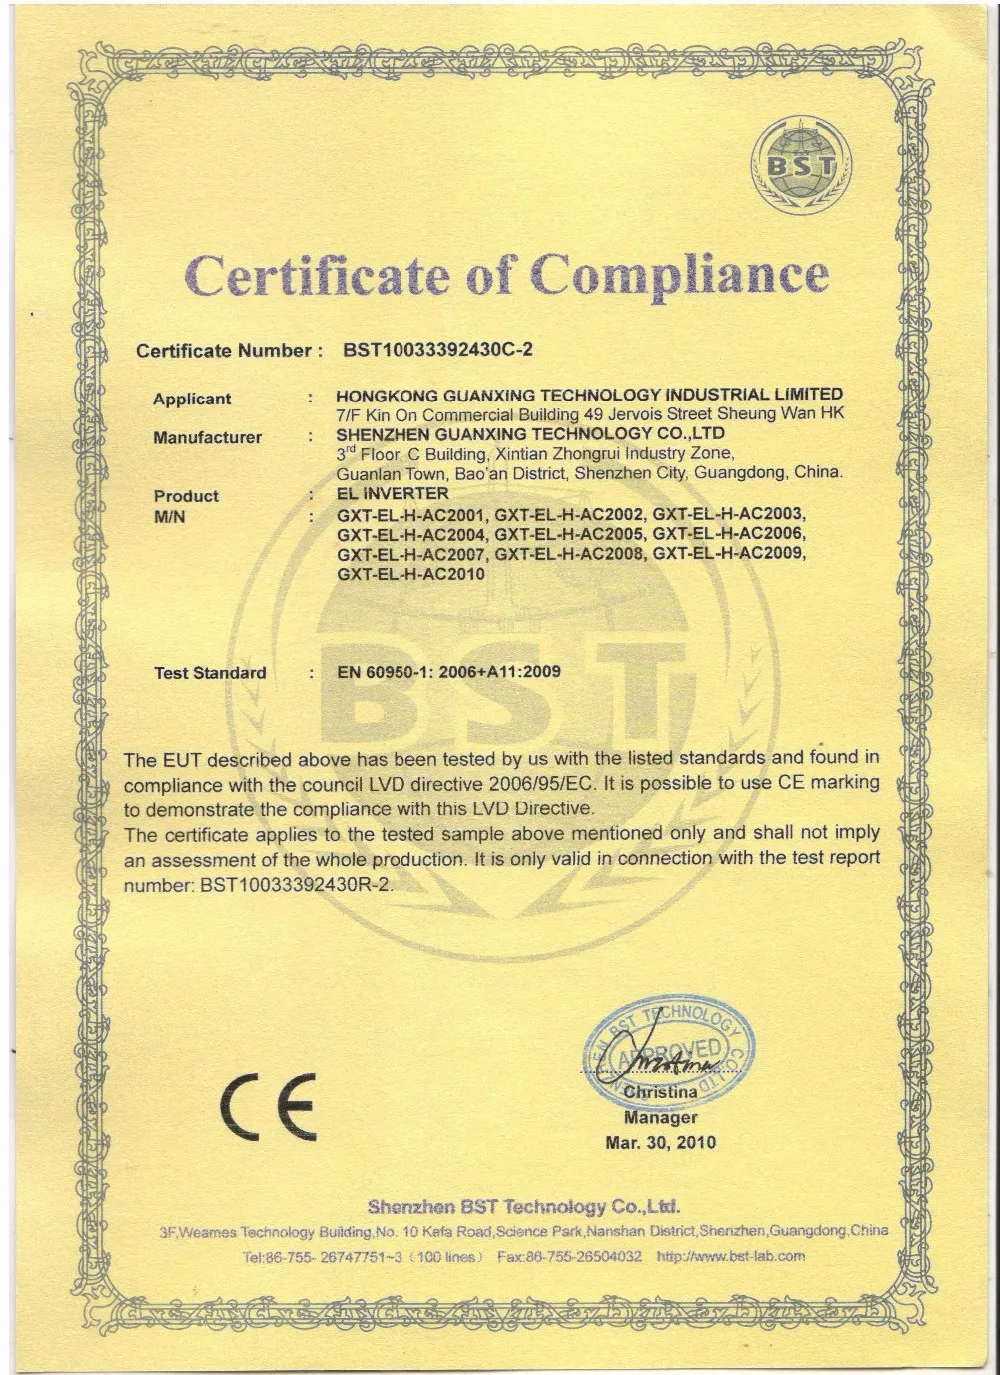 BST
Certificate of Compliance
Certificate Number : BST10033392430C-2
Applicant : HONGKONG GUANXING TECHNOLOGY INDUSTRIAL LIMITED
7/F Kin On Commercial Building 49 Jervois Street Sheung Wan HK
Manufacturer : SHENZHEN GUANXING TECHNOLOGY CO.,LTD
3rd Floor C Building, Xintian Zhongrui Industry Zone,
Guanlan Town, Bao'an District, Shenzhen City, Guangdong, China.
Product : EL INVERTER
M/N : GXT-EL-H-AC2001, GXT-EL-H-AC2002, GXT-EL-H-AC2003,
GXT-EL-H-AC2004, GXT-EL-H-AC2005, GXT-EL-H-AC2006,
GXT-EL-H-AC2007, GXT-EL-H-AC2008, GXT-EL-H-AC2009,
GXT-EL-H-AC2010
BST
Test Standard : EN 60950-1: 2006+A11:2009
The EUT described above has been tested by us with the listed standards and found in
compliance with the council LVD directive 2006/95/EC. It is possible to use CE marking
to demonstrate the compliance with this LVD Directive.
The certificate applies to the tested sample above mentioned only and shall not imply
an assessment of the whole production. It is only valid in connection with the test report
number: BST10033392430R-2.
BST TECHNOLOGY CO.,LTD
APPROVED
CE
Christina
Manager
Mar. 30, 2010
Shenzhen BST Technology Co.,Ltd.
3F,Weames Technology Building,No. 10 Kefa Road,Science Park,Nanshan District,Shenzhen,Guangdong,China
Tel:86-755- 26747751~3 (100 lines) Fax:86-755-26504032 http://www.bst-lab.com